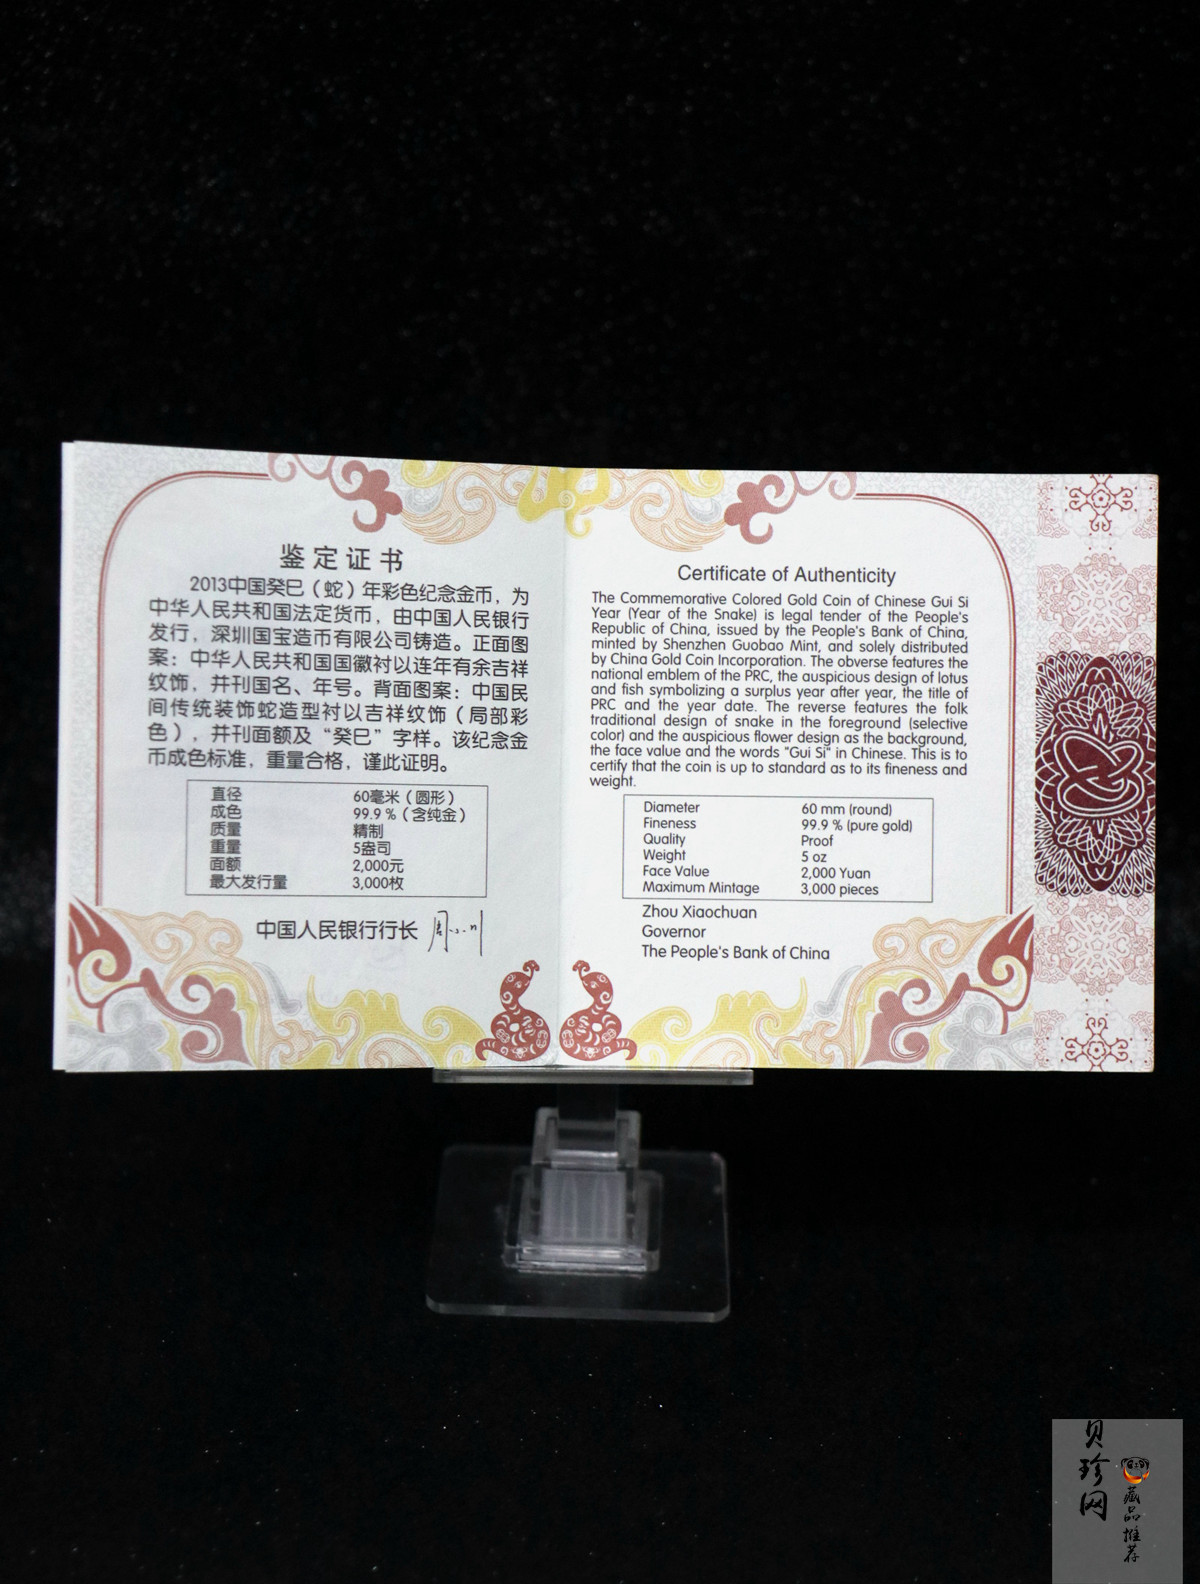 鉴定证书
2013中国癸巳（蛇）年彩色纪念金币，为
中华人民共和国法定货币，由中国人民银行
发行，深圳国宝造币有限公司铸造。正面图
案：中华人民共和国国徽衬以连年有余吉祥
纹饰，并刊国名、年号。背面图案：中国民
间传统装饰蛇造型衬以吉祥纹饰（局部彩
色），并刊面额及“癸巳”字样。该纪念金
币成色标准，重量合格，谨此证明。
直径 60毫米（圆形）
成色 99.9％（含纯金）
质量 精制
重量 5盎司
面额 2,000元
最大发行量 3,000枚
中国人民银行行长 周小川
Certificate of Authenticity
The Commemorative Colored Gold Coin of Chinese Gui Si
Year (Year of the Snake) is legal tender of the People's
Republic of China, issued by the People's Bank of China,
minted by Shenzhen Guobao Mint, and solely distributed
by China Gold Coin Incorporation. The obverse features the
national emblem of the PRC, the auspicious design of lotus
and fish symbolizing a surplus year after year, the title of
PRC and the year date. The reverse features the folk
traditional design of snake in the foreground (selective
color) and the auspicious flower design as the background,
the face value and the words "Gui Si" in Chinese. This is to
certify that the coin is up to standard as to its fineness and
weight.
Diameter 60 mm (round)
Fineness 99.9 % (pure gold)
Quality Proof
Weight 5 oz
Face Value 2,000 Yuan
Maximum Mintage 3,000 pieces
Zhou Xiaochuan
Governor
The People's Bank of China
贝珍网
藏品推荐